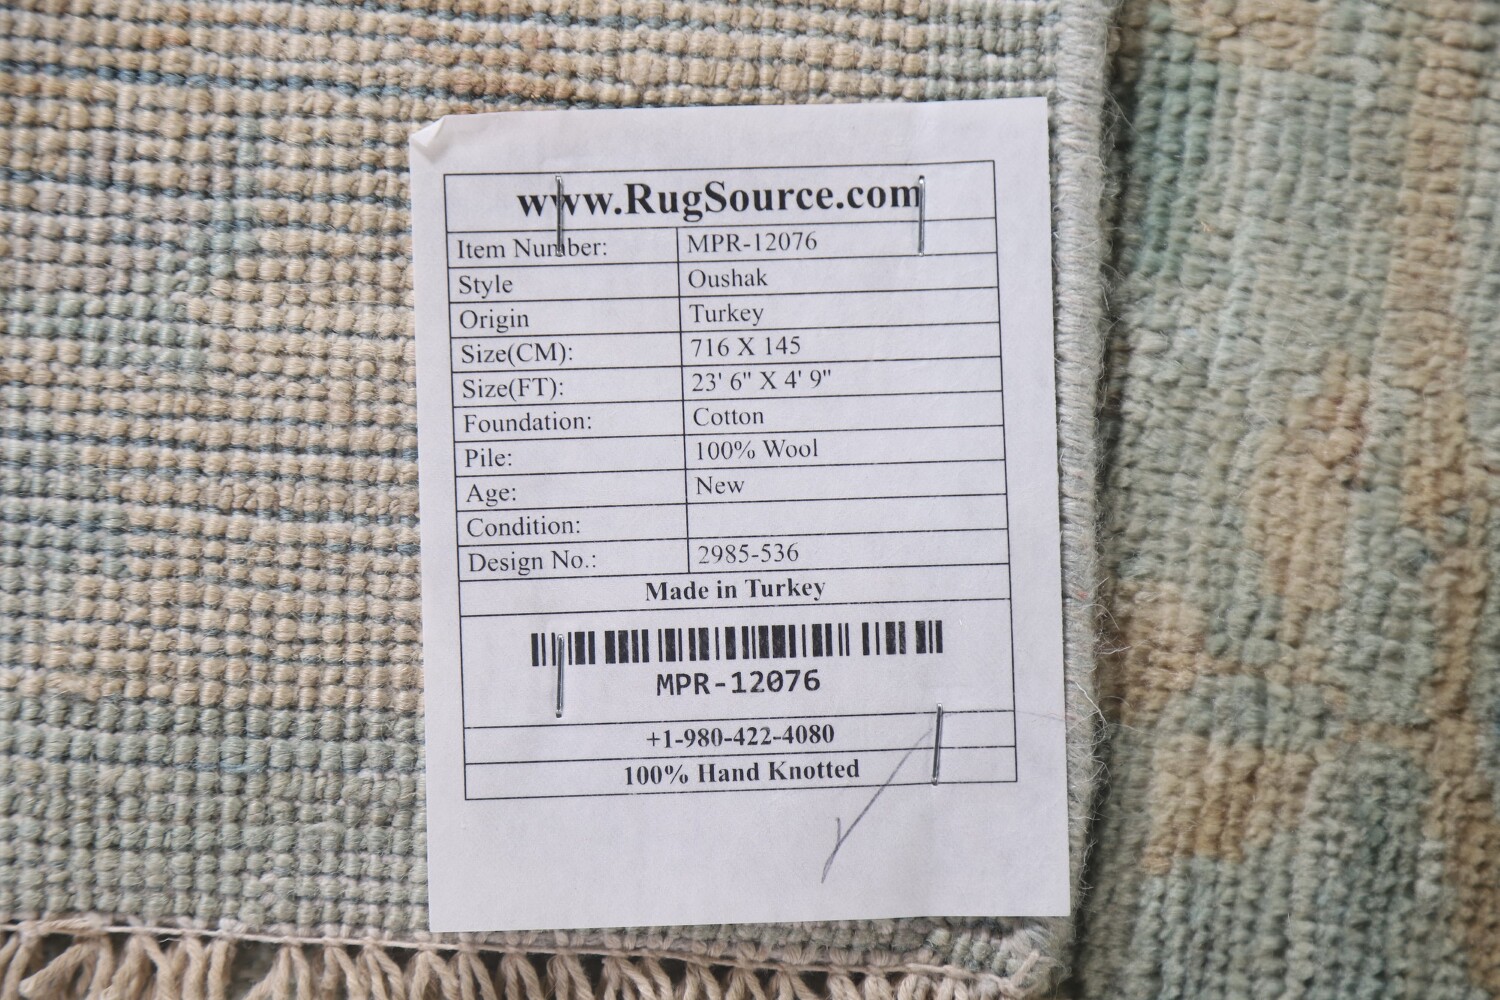 www.RugSource.com
Item Number: MPR-12076
Style Oushak
Origin Turkey
Size(CM): 716 X 145
Size(FT): 23' 6" X 4' 9"
Foundation: Cotton
Pile: 100% Wool
Age: New
Condition:
Design No.: 2985-536
Made in Turkey
MPR-12076
+1-980-422-4080
100% Hand Knotted